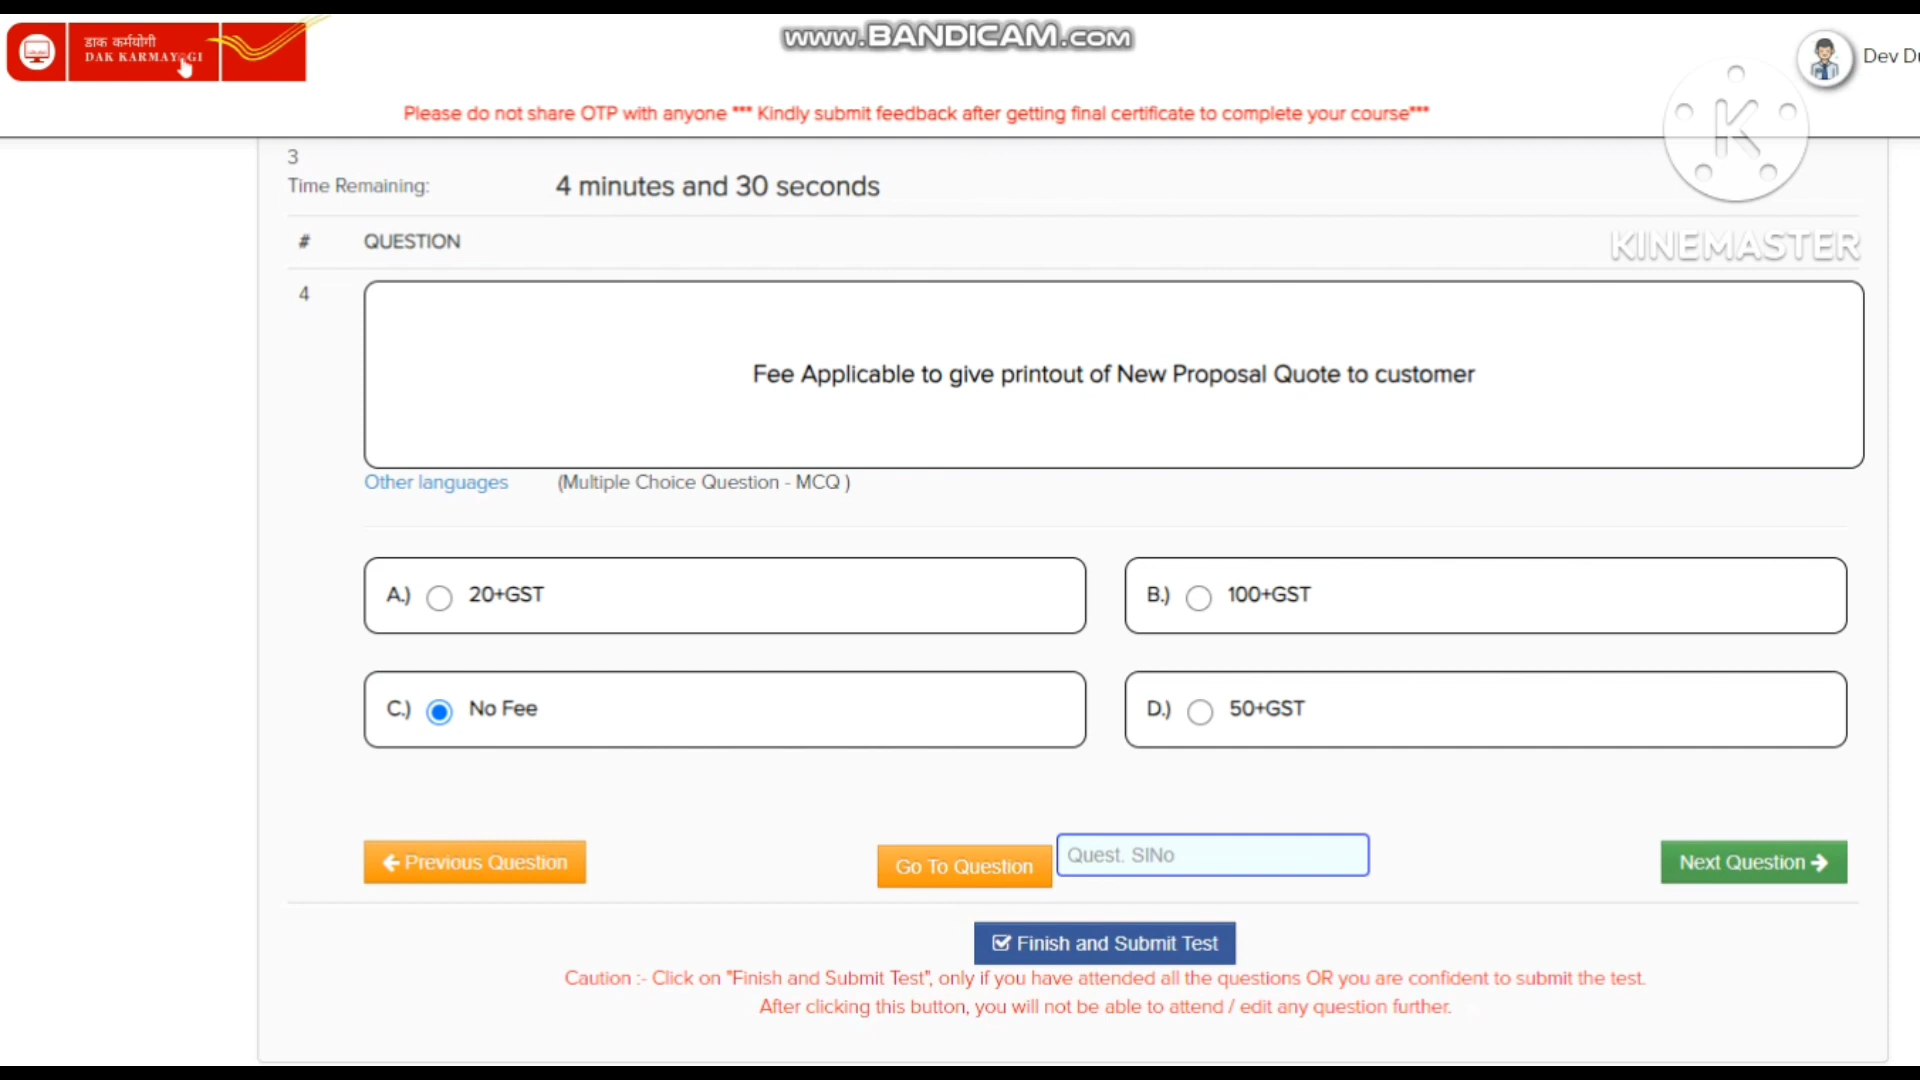 डाक कर्मयोगी
DAK KARMAYOGI
www.BANDICAM.com
Dev Du
Please do not share OTP with anyone *** Kindly submit feedback after getting final certificate to complete your course***
K
3
Time Remaining: 4 minutes and 30 seconds
# QUESTION
KINEMASTER
4
Fee Applicable to give printout of New Proposal Quote to customer
Other languages (Multiple Choice Question - MCQ )
A.) 20+GST
B.) 100+GST
C.) No Fee
D.) 50+GST
Previous Question
Go To Question
Quest. SlNo
Next Question
Finish and Submit Test
Caution :- Click on "Finish and Submit Test", only if you have attended all the questions OR you are confident to submit the test.
After clicking this button, you will not be able to attend / edit any question further.